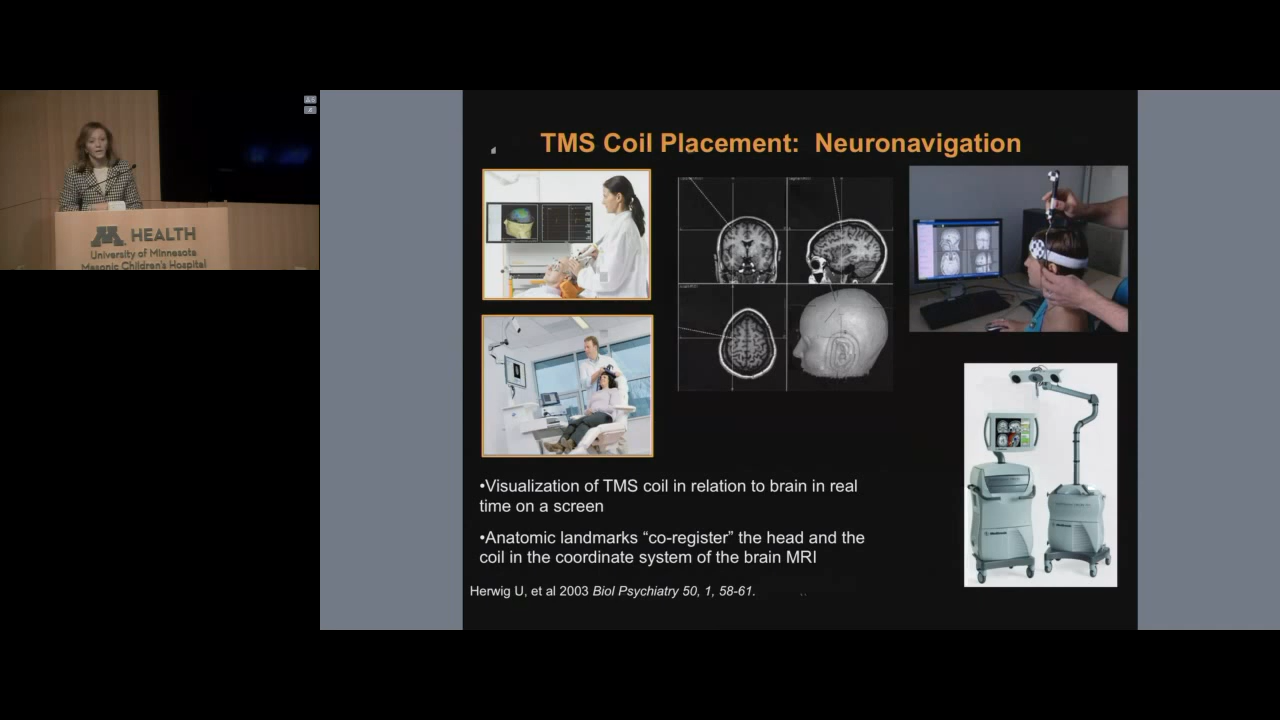 M HEALTH
University of Minnesota
Masonic Children's Hospital
TMS Coil Placement:  Neuronavigation
•Visualization of TMS coil in relation to brain in real
time on a screen
•Anatomic landmarks “co-register” the head and the
coil in the coordinate system of the brain MRI
Herwig U, et al 2003 Biol Psychiatry 50, 1, 58-61.